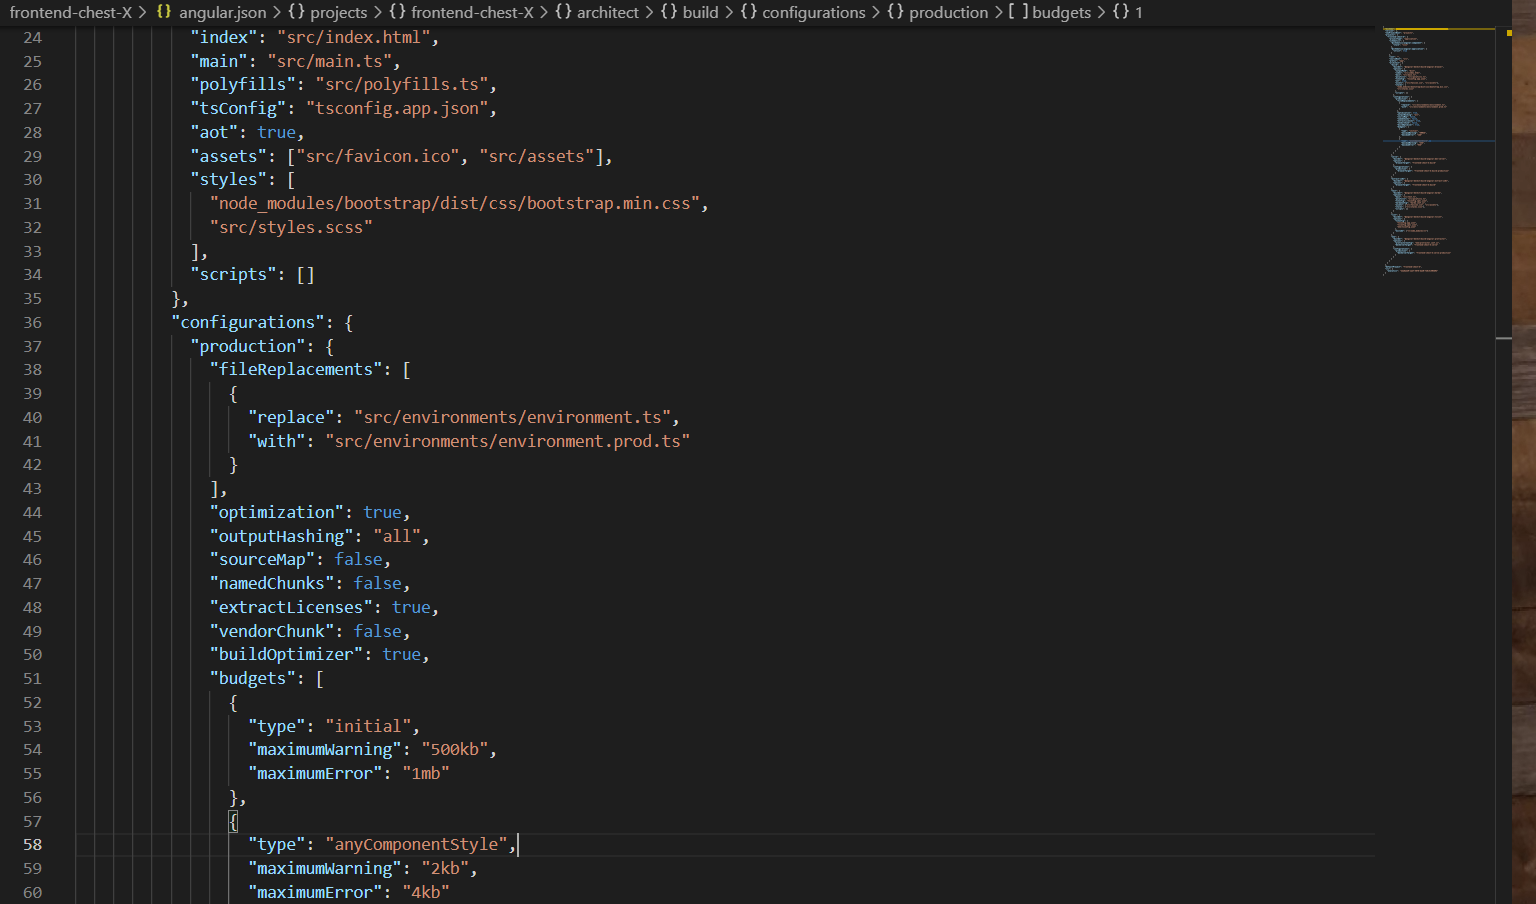 frontend-chest-X > {} angular.json > {} projects > {} frontend-chest-X > {} architect > {} build > {} configurations > {} production > [ ] budgets > {} 1
24 "index": "src/index.html",
25 "main": "src/main.ts",
26 "polyfills": "src/polyfills.ts",
27 "tsConfig": "tsconfig.app.json",
28 "aot": true,
29 "assets": ["src/favicon.ico", "src/assets"],
30 "styles": [
31 "node_modules/bootstrap/dist/css/bootstrap.min.css",
32 "src/styles.scss"
33 ],
34 "scripts": []
35 },
36 "configurations": {
37 "production": {
38 "fileReplacements": [
39 {
40 "replace": "src/environments/environment.ts",
41 "with": "src/environments/environment.prod.ts"
42 }
43 ],
44 "optimization": true,
45 "outputHashing": "all",
46 "sourceMap": false,
47 "namedChunks": false,
48 "extractLicenses": true,
49 "vendorChunk": false,
50 "buildOptimizer": true,
51 "budgets": [
52 {
53 "type": "initial",
54 "maximumWarning": "500kb",
55 "maximumError": "1mb"
56 },
57 {
58 "type": "anyComponentStyle",
59 "maximumWarning": "2kb",
60 "maximumError": "4kb"